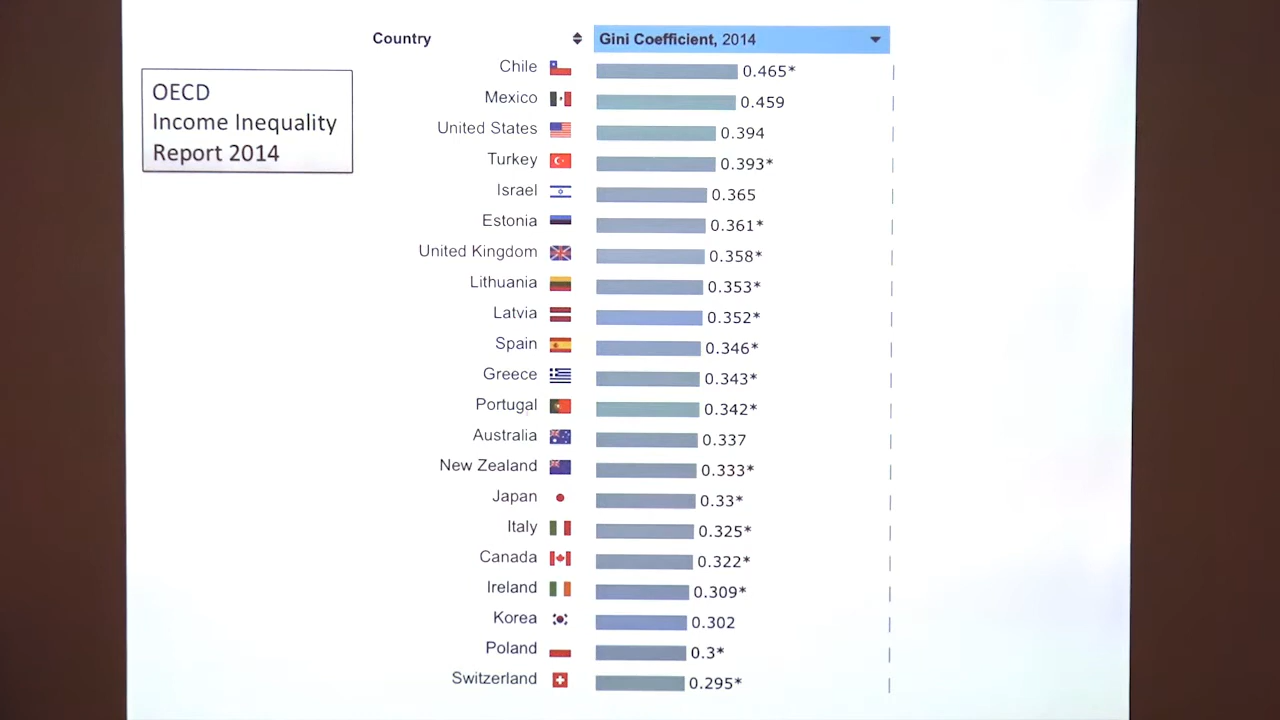 Country Gini Coefficient, 2014
OECD
Income Inequality
Report 2014
Chile 0.465*
Mexico 0.459
United States 0.394
Turkey 0.393*
Israel 0.365
Estonia 0.361*
United Kingdom 0.358*
Lithuania 0.353*
Latvia 0.352*
Spain 0.346*
Greece 0.343*
Portugal 0.342*
Australia 0.337
New Zealand 0.333*
Japan 0.33*
Italy 0.325*
Canada 0.322*
Ireland 0.309*
Korea 0.302
Poland 0.3*
Switzerland 0.295*